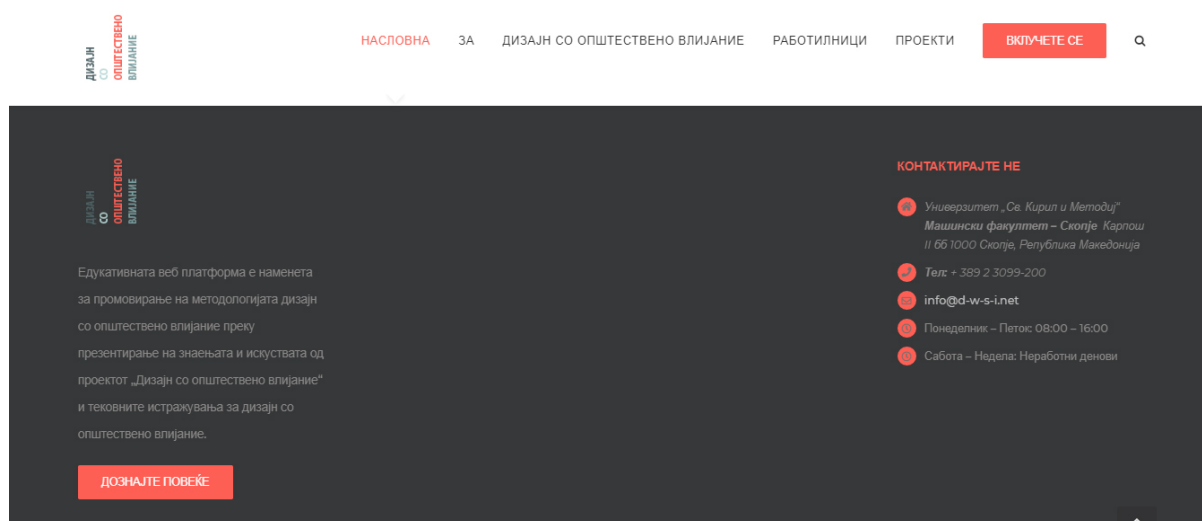 ДИЗАЈН
СО
ОПШТЕСТВЕНО
ВЛИЈАНИЕ
НАСЛОВНА ЗА ДИЗАЈН СО ОПШТЕСТВЕНО ВЛИЈАНИЕ РАБОТИЛНИЦИ ПРОЕКТИ ВКЛУЧЕТЕ СЕ
ДИЗАЈН
СО
ОПШТЕСТВЕНО
ВЛИЈАНИЕ
Едукативната веб платформа е наменета
за промовирање на методологијата дизајн
со општествено влијание преку
презентирање на знаењата и искуствата од
проектот „Дизајн со општествено влијание“
и тековните истражувања за дизајн со
општествено влијание.
ДОЗНАЈТЕ ПОВЕЌЕ
КОНТАКТИРАЈТЕ НЕ
Универзитет „Св. Кирил и Методиј“
Машински факултет – Скопје Карпош
II бб 1000 Скопје, Република Македонија
Тел: + 389 2 3099-200
info@d-w-s-i.net
Понеделник – Петок: 08:00 – 16:00
Сабота – Недела: Неработни денови